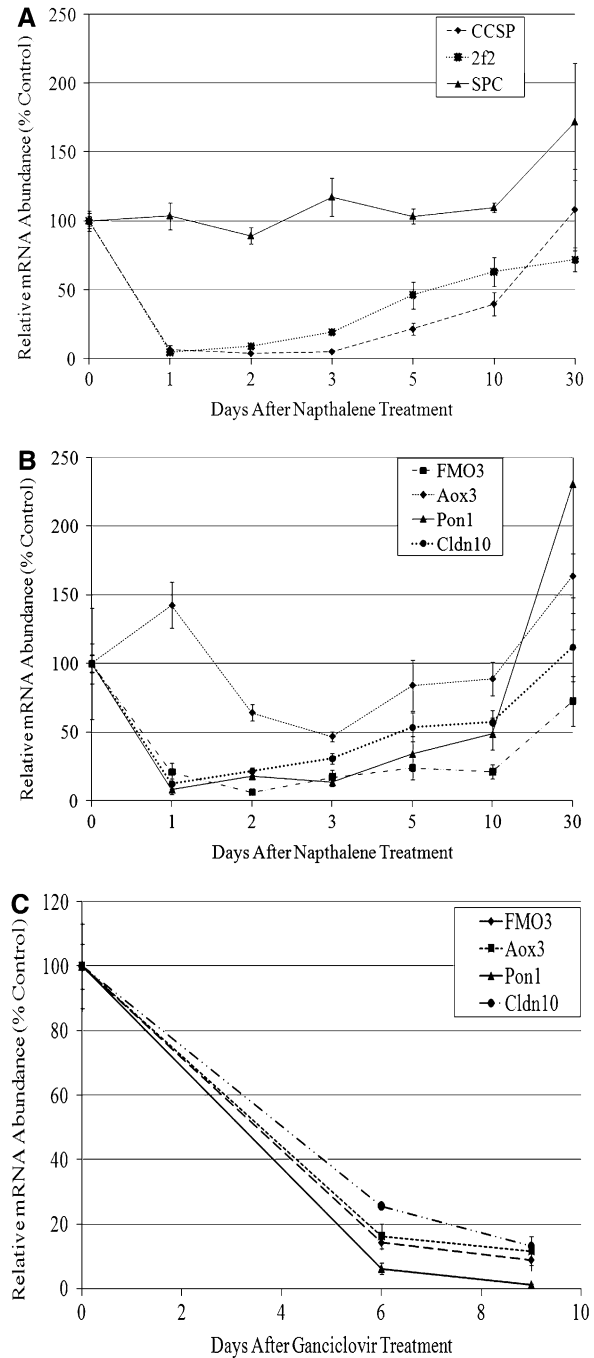 A
Relative mRNA Abundance (% Control)
250
200
150
100
50
0
CCSP
2f2
SPC
0 1 2 3 5 10 30
Days After Napthalene Treatment
B
Relative mRNA Abundance (% Control)
250
200
150
100
50
0
FMO3
Aox3
Pon1
Cldn10
0 1 2 3 5 10 30
Days After Napthalene Treatment
C
Relative mRNA Abundance (% Control)
120
100
80
60
40
20
0
FMO3
Aox3
Pon1
Cldn10
0 2 4 6 8 10
Days After Ganciclovir Treatment